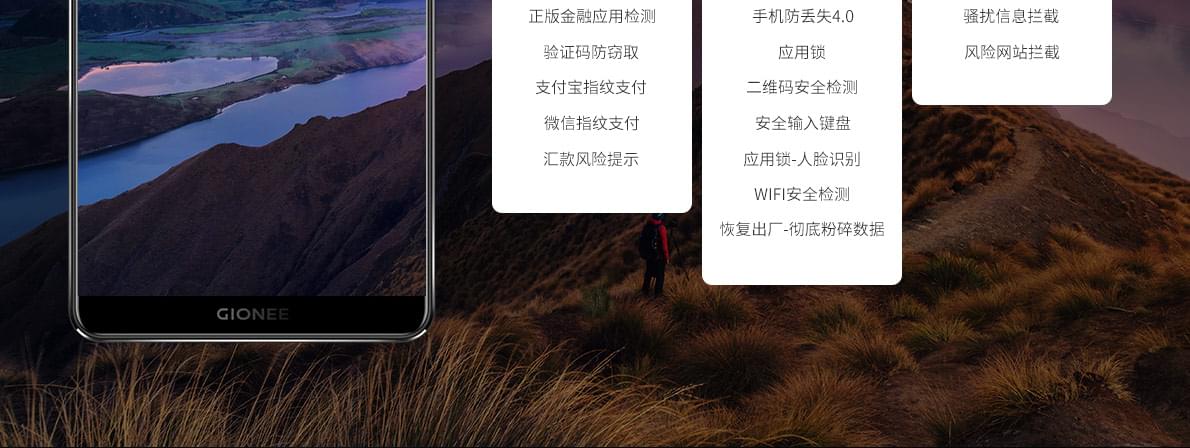 正版金融应用检测
验证码防窃取
支付宝指纹支付
微信指纹支付
汇款风险提示
手机防丢失4.0
应用锁
二维码安全检测
安全输入键盘
应用锁-人脸识别
WIFI安全检测
恢复出厂-彻底粉碎数据
骚扰信息拦截
风险网站拦截
GIONEE